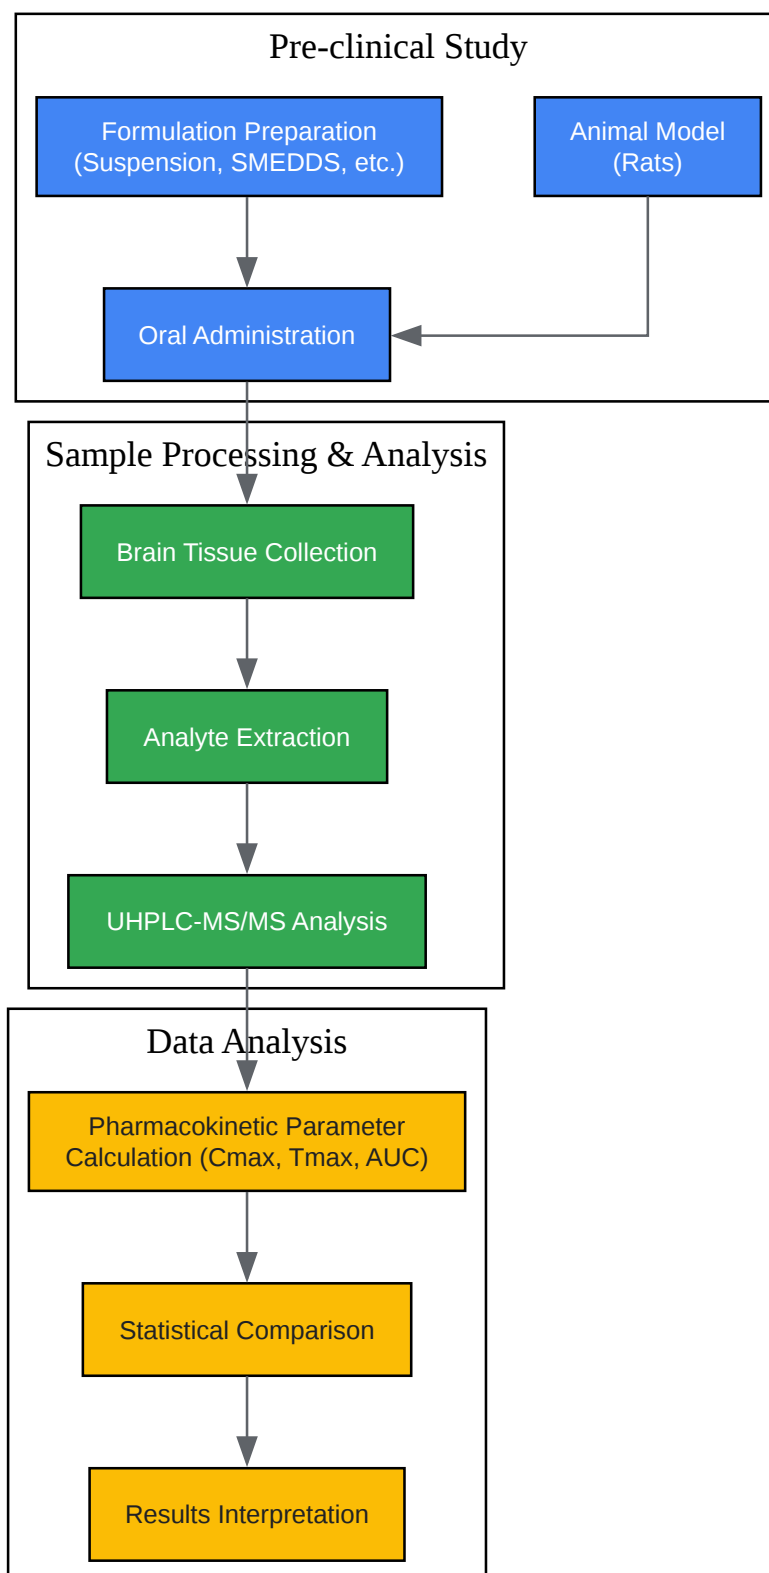 Pre-clinical Study
Formulation Preparation
(Suspension, SMEDDS, etc.)
Animal Model
(Rats)
Oral Administration
Sample Processing & Analysis
Brain Tissue Collection
Analyte Extraction
UHPLC-MS/MS Analysis
Data Analysis
Pharmacokinetic Parameter
Calculation (Cmax, Tmax, AUC)
Statistical Comparison
Results Interpretation